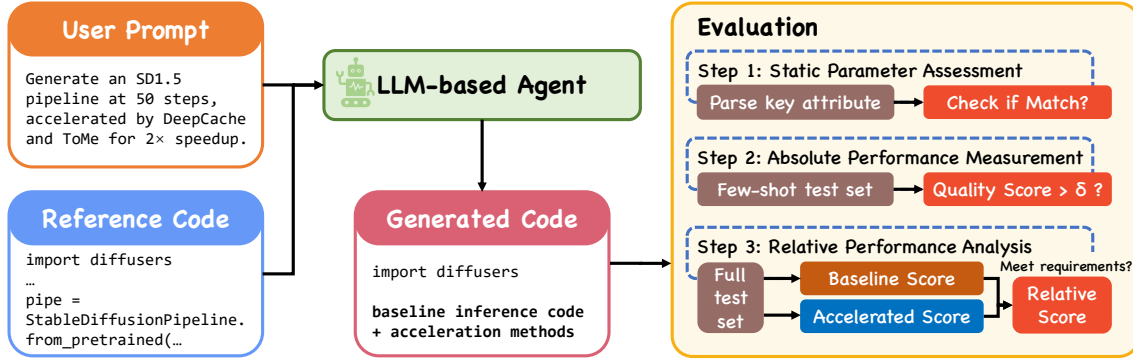 User Prompt
Generate an SD1.5
pipeline at 50 steps,
accelerated by DeepCache
and ToMe for 2× speedup.
Reference Code
import diffusers
…
pipe =
StableDiffusionPipeline.
from_pretrained(…
LLM-based Agent
Generated Code
import diffusers
baseline inference code
+ acceleration methods
Evaluation
Step 1: Static Parameter Assessment
Parse key attribute
Check if Match?
Step 2: Absolute Performance Measurement
Few-shot test set
Quality Score > δ ?
Step 3: Relative Performance Analysis
Full
test
set
Baseline Score
Accelerated Score
Meet requirements?
Relative
Score